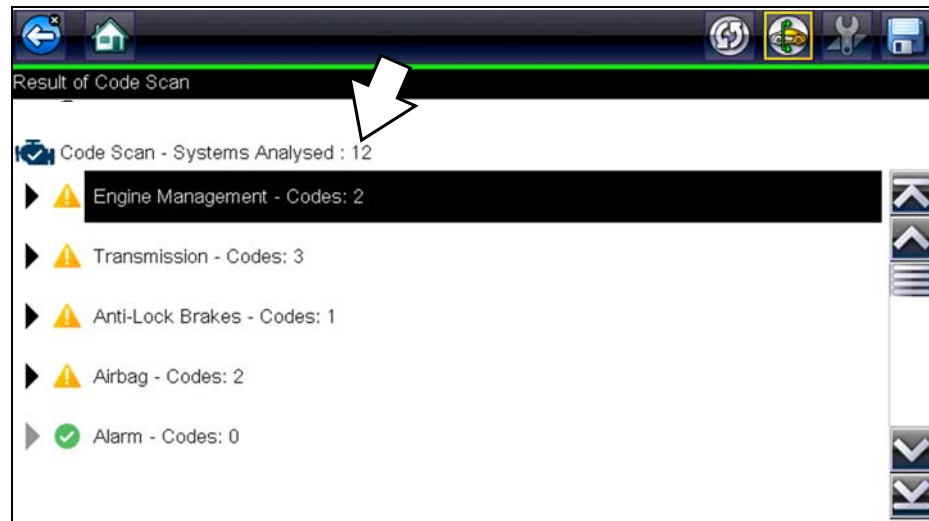 Result of Code Scan
Code Scan - Systems Analysed : 12
Engine Management - Codes: 2
Transmission - Codes: 3
Anti-Lock Brakes - Codes: 1
Airbag - Codes: 2
Alarm - Codes: 0